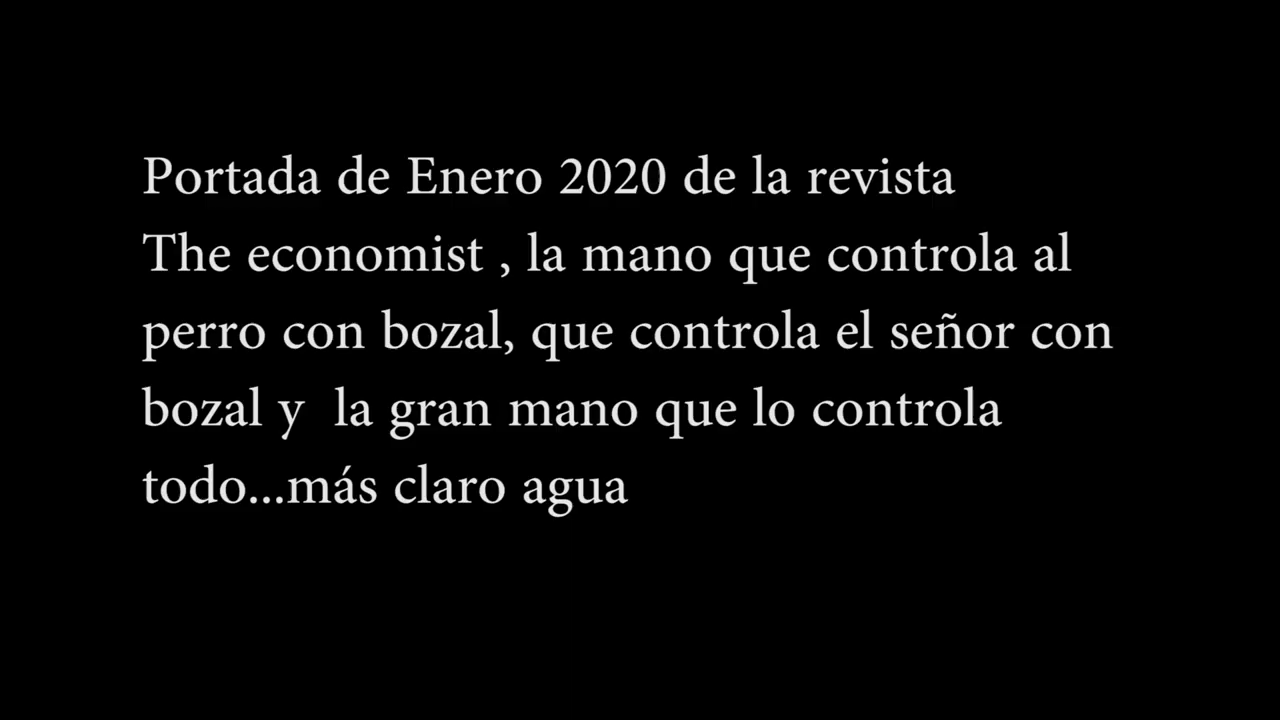 Portada de Enero 2020 de la revista
The economist , la mano que controla al
perro con bozal, que controla el señor con
bozal y  la gran mano que lo controla
todo...más claro agua